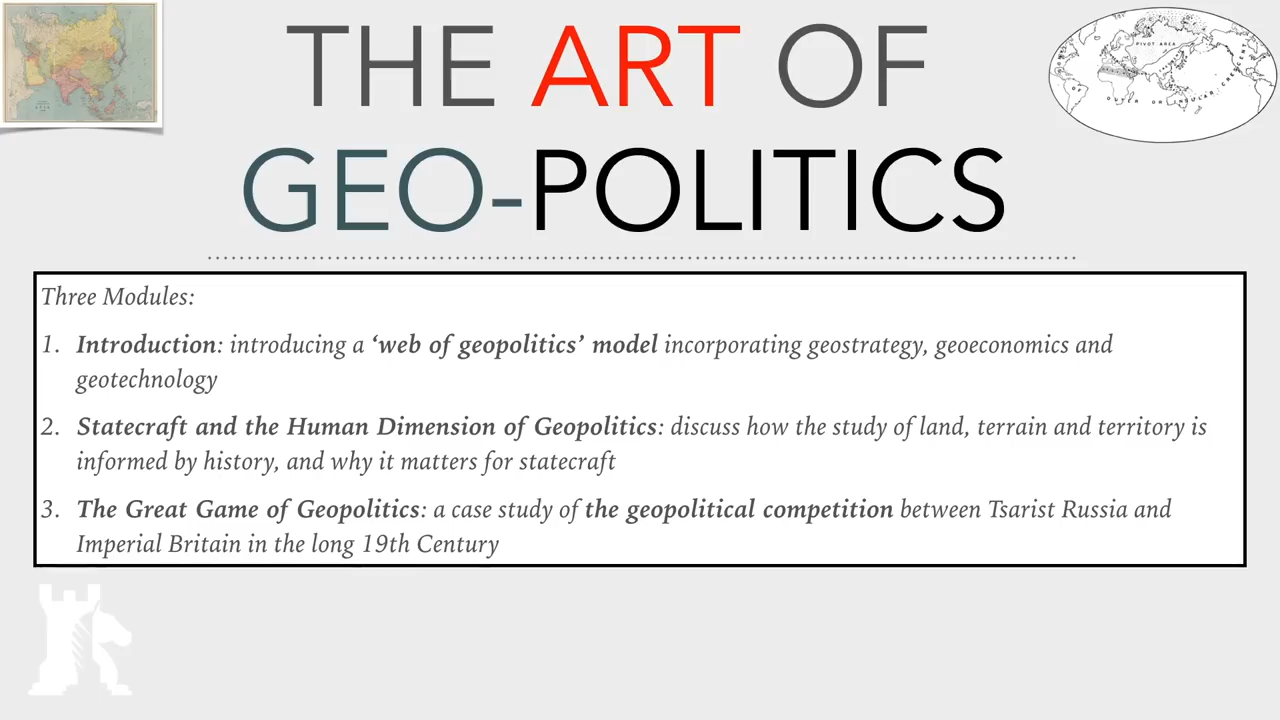 THE ART OF
GEO-POLITICS
PIVOT AREA
Three Modules:
1. Introduction: introducing a ‘web of geopolitics’ model incorporating geostrategy, geoeconomics and
geotechnology
2. Statecraft and the Human Dimension of Geopolitics: discuss how the study of land, terrain and territory is
informed by history, and why it matters for statecraft
3. The Great Game of Geopolitics: a case study of the geopolitical competition between Tsarist Russia and
Imperial Britain in the long 19th Century